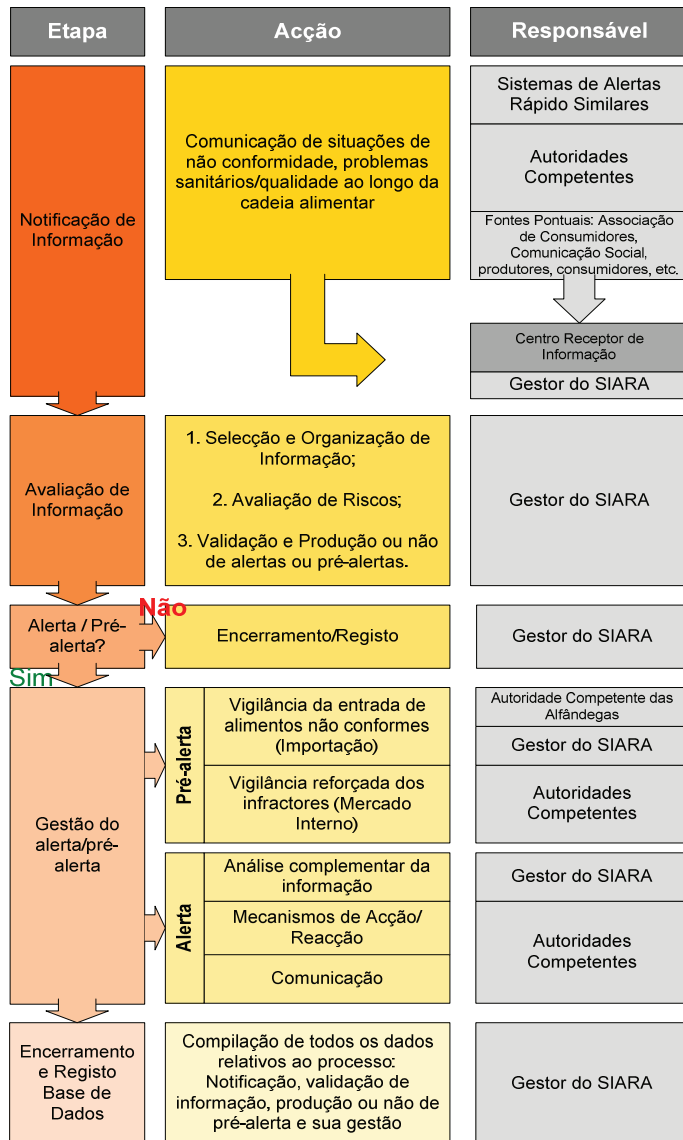 Etapa
Acção
Responsável
Notificação de
Informação
Comunicação de situações de
não conformidade, problemas
sanitários/qualidade ao longo da
cadeia alimentar
Sistemas de Alertas
Rápido Similares
Autoridades
Competentes
Fontes Pontuais: Associação
de Consumidores,
Comunicação Social,
produtores, consumidores, etc.
Centro Receptor de
Informação
Gestor do SIARA
Avaliação de
Informação
1. Selecção e Organização de
Informação;
2. Avaliação de Riscos;
3. Validação e Produção ou não
de alertas ou pré-alertas.
Gestor do SIARA
Alerta / Pré-
alerta?
Não
Encerramento/Registo
Gestor do SIARA
Sim
Gestão do
alerta/pré-
alerta
Pré-alerta
Vigilância da entrada de
alimentos não conformes
(Importação)
Vigilância reforçada dos
infractores (Mercado
Interno)
Autoridade Competente das
Alfândegas
Gestor do SIARA
Autoridades
Competentes
Alerta
Análise complementar da
informação
Mecanismos de Acção/
Reacção
Comunicação
Gestor do SIARA
Autoridades
Competentes
Encerramento
e Registo
Base de
Dados
Compilação de todos os dados
relativos ao processo:
Notificação, validação de
informação, produção ou não de
pré-alerta e sua gestão
Gestor do SIARA